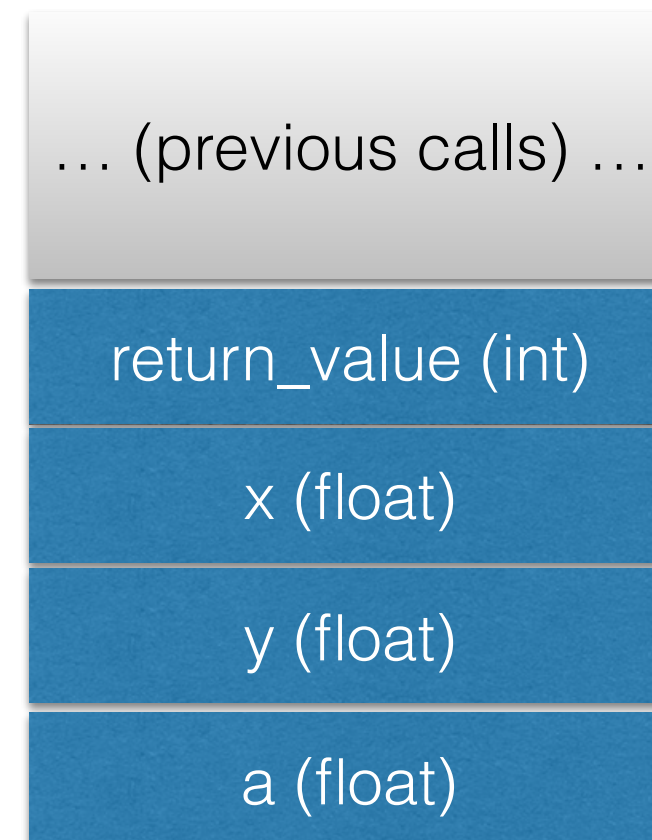 … (previous calls) …
return_value (int)
x (float)
y (float)
a (float)